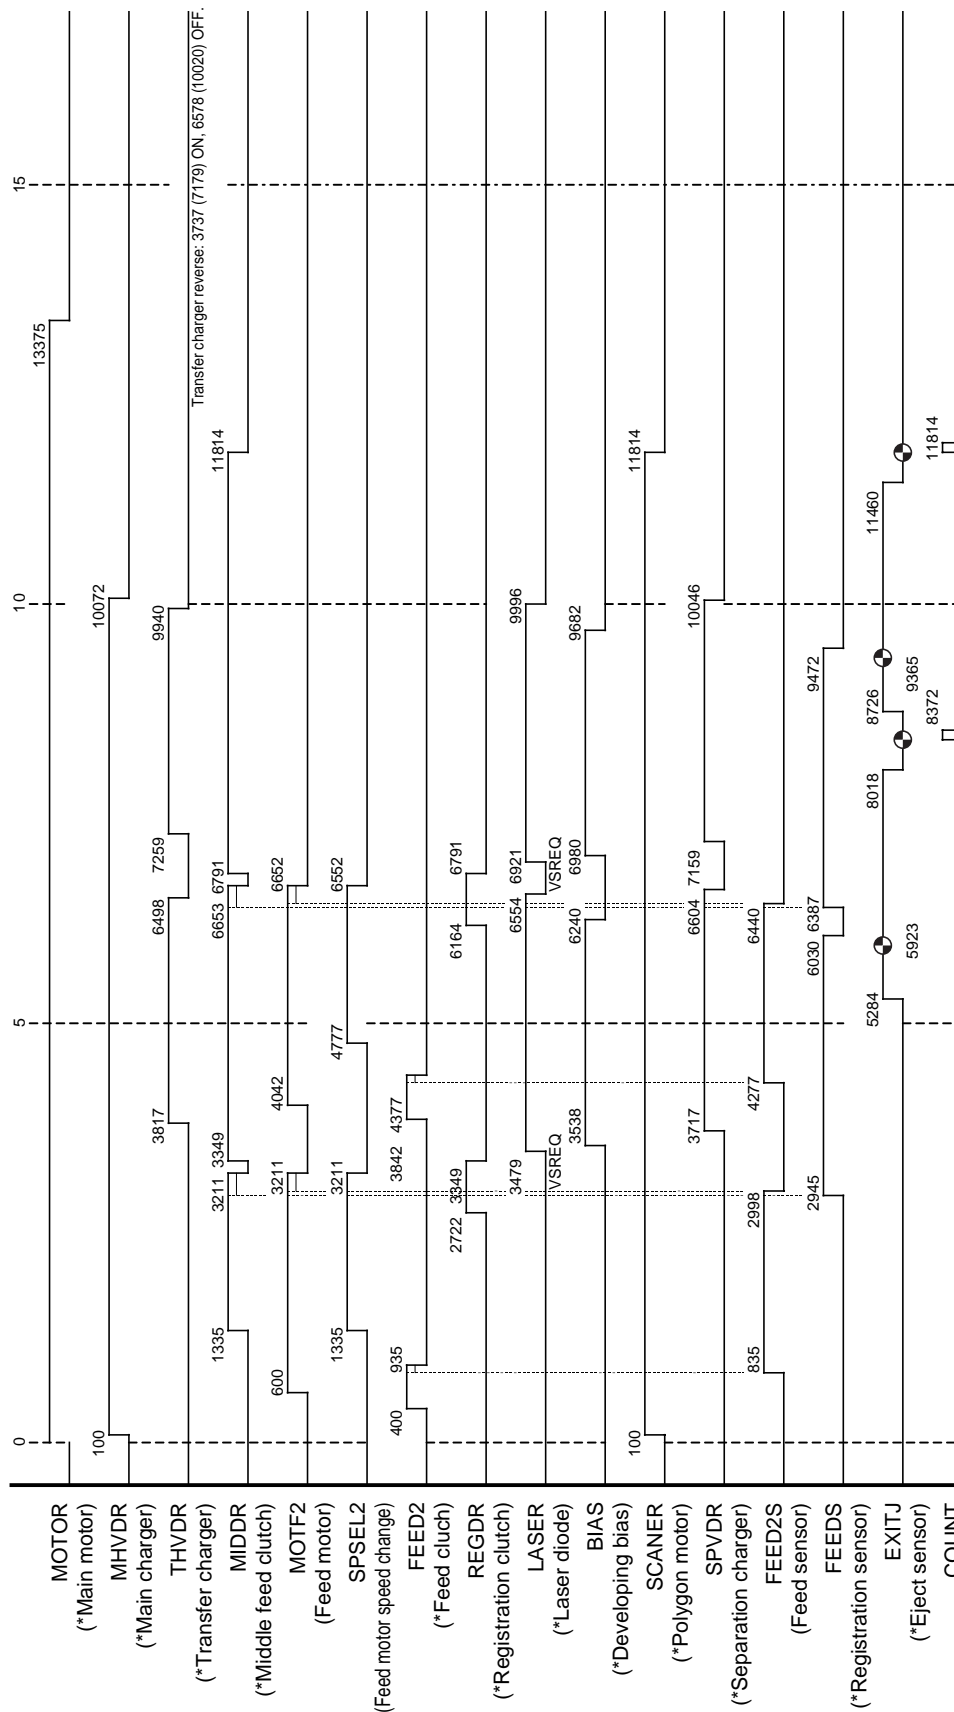 0
5
10
15
MOTOR
(*Main motor)
13375
MHVDR
(*Main charger)
100
10072
THVDR
(*Transfer charger)
3817
6498
7259
9940
Transfer charger reverse: 3737 (7179) ON, 6578 (10020) OFF.
MIDDR
(*Middle feed clutch)
1335
3211
3349
6653
6791
11814
MOTF2
(Feed motor)
600
3211
4042
6652
SPSEL2
(Feed motor speed change)
1335
3211
4777
6552
FEED2
(*Feed cluch)
400
935
3842
4377
REGDR
(*Registration clutch)
2722
3349
6164
6791
LASER
(*Laser diode)
3479
VSREQ
6554
6921
VSREQ
9996
BIAS
(*Developing bias)
3538
6240
6980
9682
SCANER
(*Polygon motor)
100
11814
SPVDR
(*Separation charger)
3717
6604
7159
10046
FEED2S
(Feed sensor)
835
2998
4277
6440
FEEDS
(*Registration sensor)
2945
6030
6387
9472
EXITJ
(*Eject sensor)
5284
5923
8018
8726
9365
11460
COUNT
8372
11814